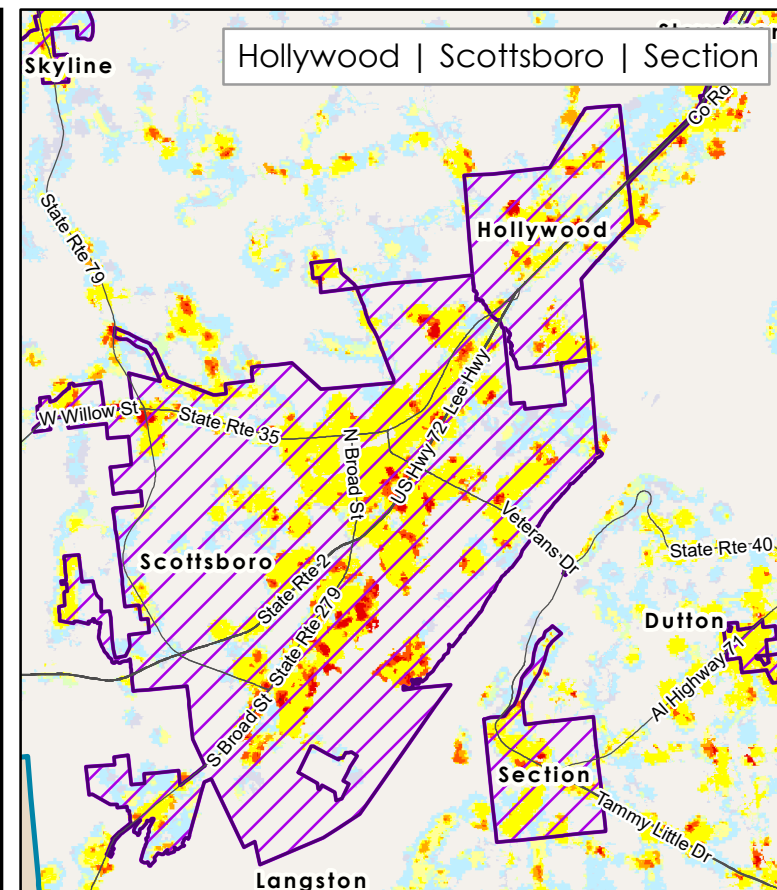 Hollywood | Scottsboro | Section
Skyline
Co Rd
State Rte 79
Hollywood
W Willow St
State Rte 35
N Broad St
US Hwy 72-Lee Hwy
Veterans Dr
State Rte 40
Scottsboro
State Rte 2
State Rte 279
Dutton
Al Highway 71
S Broad St
Section
Tammy Little Dr
Langston